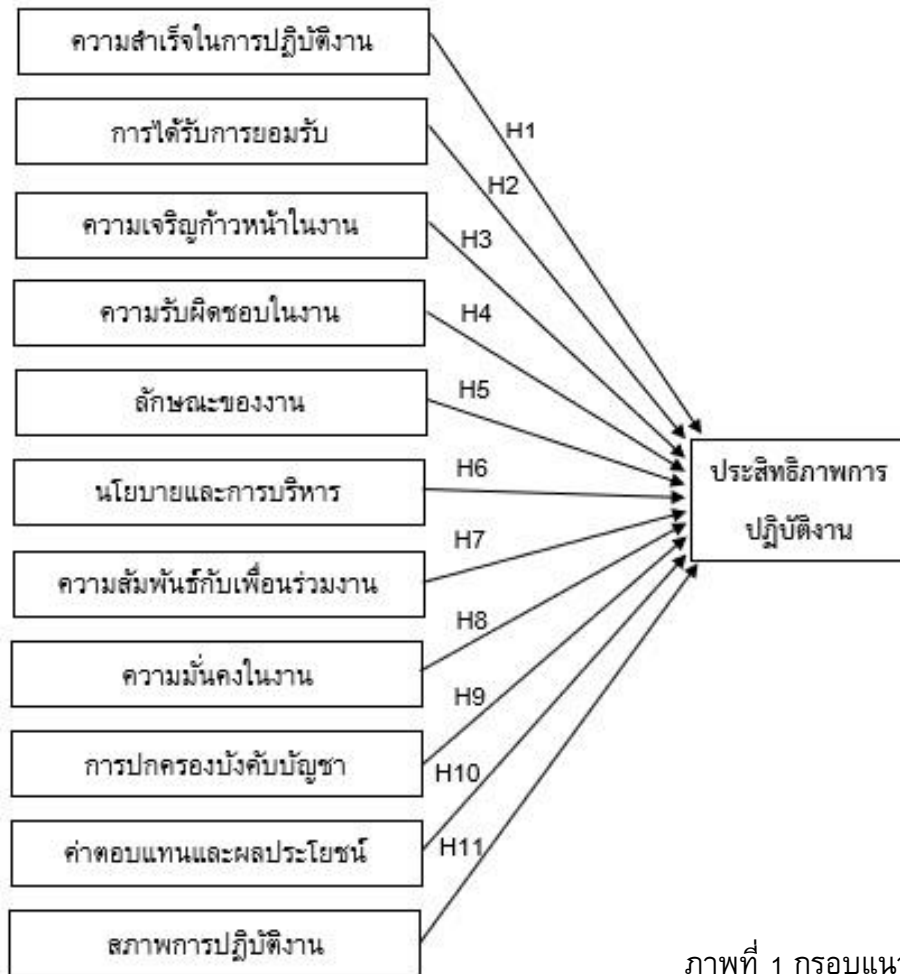 ความสำเร็จในการปฏิบัติงาน
H1
การได้รับการยอมรับ
H2
ความเจริญก้าวหน้าในงาน
H3
ความรับผิดชอบในงาน
H4
ลักษณะของงาน
H5
นโยบายและการบริหาร
H6
ประสิทธิภาพการ
ปฏิบัติงาน
ความสัมพันธ์กับเพื่อนร่วมงาน
H7
ความมั่นคงในงาน
H8
การปกครองบังคับบัญชา
H9
ค่าตอบแทนและผลประโยชน์
H10
สภาพการปฏิบัติงาน
H11
ภาพที่ 1